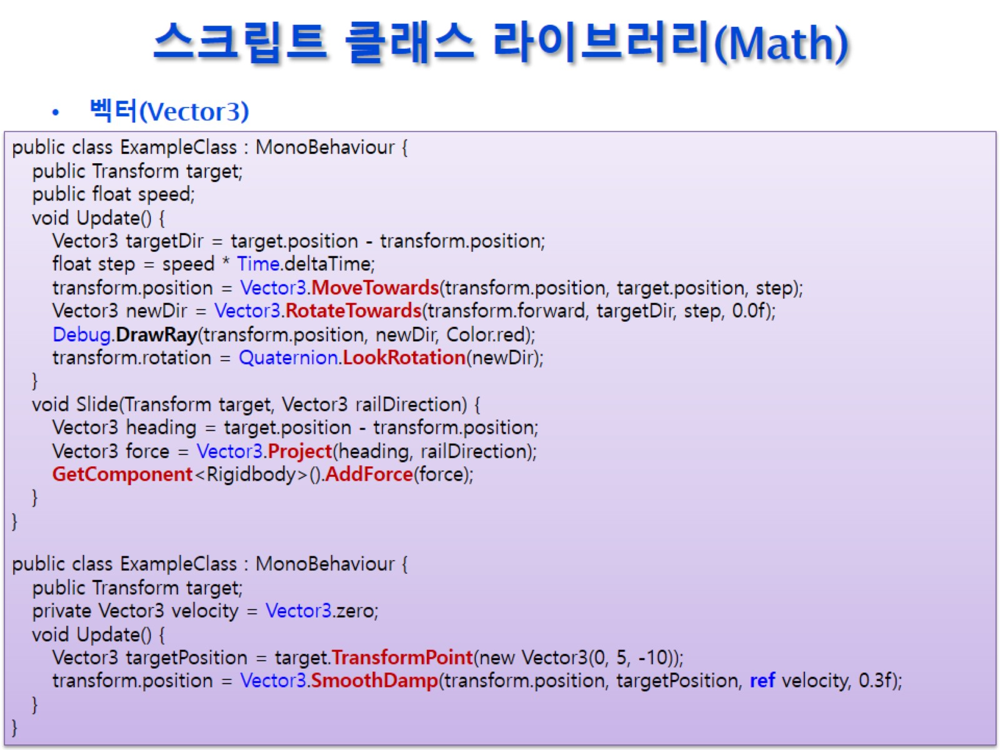 스크립트 클래스 라이브러리(Math)
• 벡터(Vector3)
public class ExampleClass : MonoBehaviour {
public Transform target;
public float speed;
void Update() {
Vector3 targetDir = target.position - transform.position;
float step = speed * Time.deltaTime;
transform.position = Vector3.MoveTowards(transform.position, target.position, step);
Vector3 newDir = Vector3.RotateTowards(transform.forward, targetDir, step, 0.0f);
Debug.DrawRay(transform.position, newDir, Color.red);
transform.rotation = Quaternion.LookRotation(newDir);
}
void Slide(Transform target, Vector3 railDirection) {
Vector3 heading = target.position - transform.position;
Vector3 force = Vector3.Project(heading, railDirection);
GetComponent<Rigidbody>().AddForce(force);
}
}
public class ExampleClass : MonoBehaviour {
public Transform target;
private Vector3 velocity = Vector3.zero;
void Update() {
Vector3 targetPosition = target.TransformPoint(new Vector3(0, 5, -10));
transform.position = Vector3.SmoothDamp(transform.position, targetPosition, ref velocity, 0.3f);
}
}